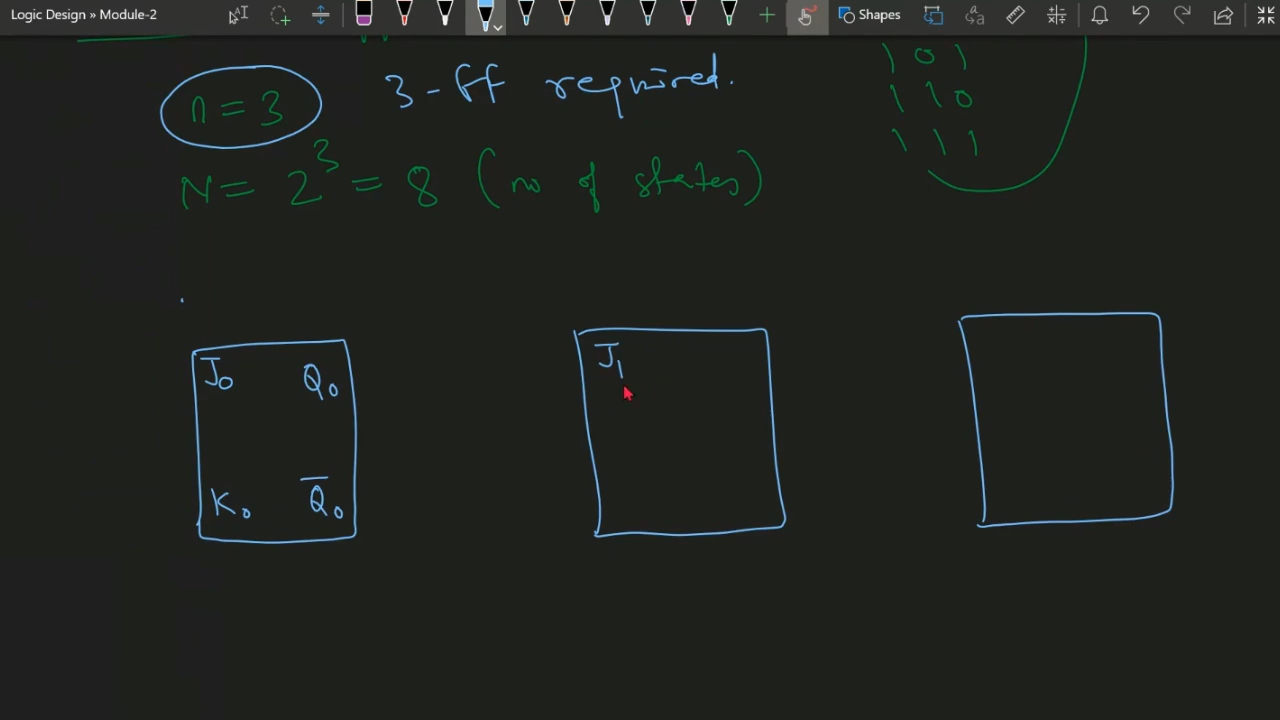 Logic Design » Module-2
Shapes
n = 3 3-ff required.
N = 2³ = 8 (no of states)
1 0 1
1 1 0
1 1 1
J₀ Q₀
K₀ Q̅₀
J₁